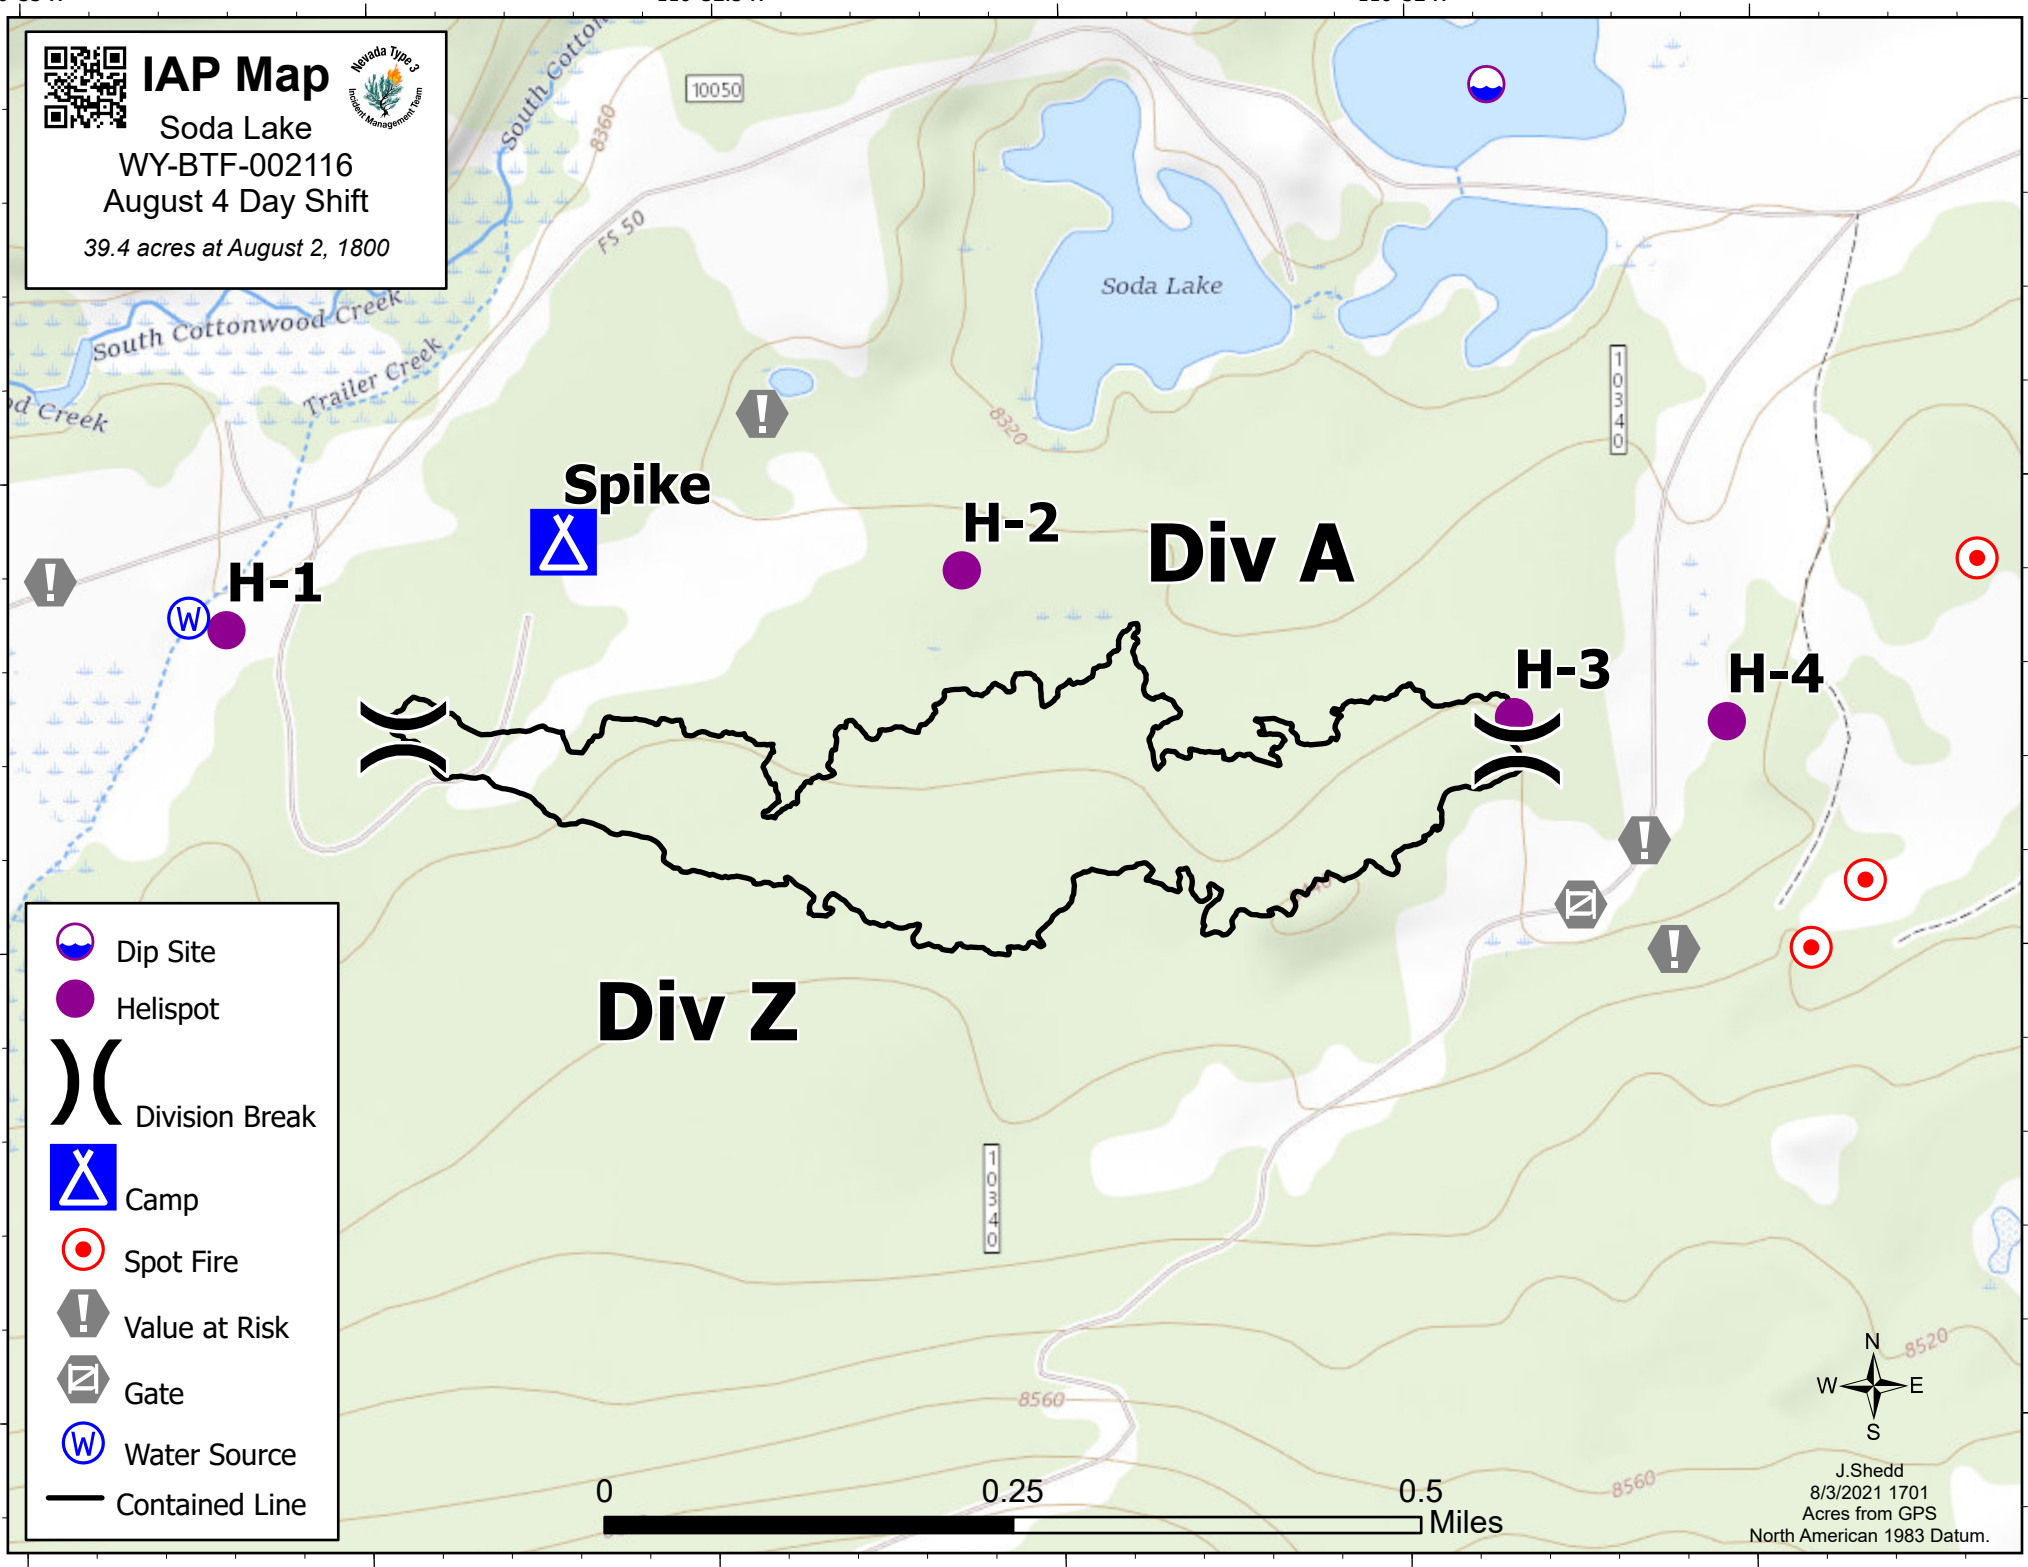 IAP Map
Nevada Type 3
Incident Management Team
Soda Lake
WY-BTF-002116
August 4 Day Shift
39.4 acres at August 2, 1800
South Cotton
8360
10050
FS 50
South Cottonwood Creek
Trailer Creek
od Creek
Soda Lake
8320
10340
Spike
H-2
Div A
H-1
H-3
H-4
Div Z
10340
8560
8520
8560
Dip Site
Helispot
Division Break
Camp
Spot Fire
Value at Risk
Gate
W
Water Source
Contained Line
W
0
0.25
0.5
Miles
N
W
E
S
J.Shedd
8/3/2021 1701
Acres from GPS
North American 1983 Datum.